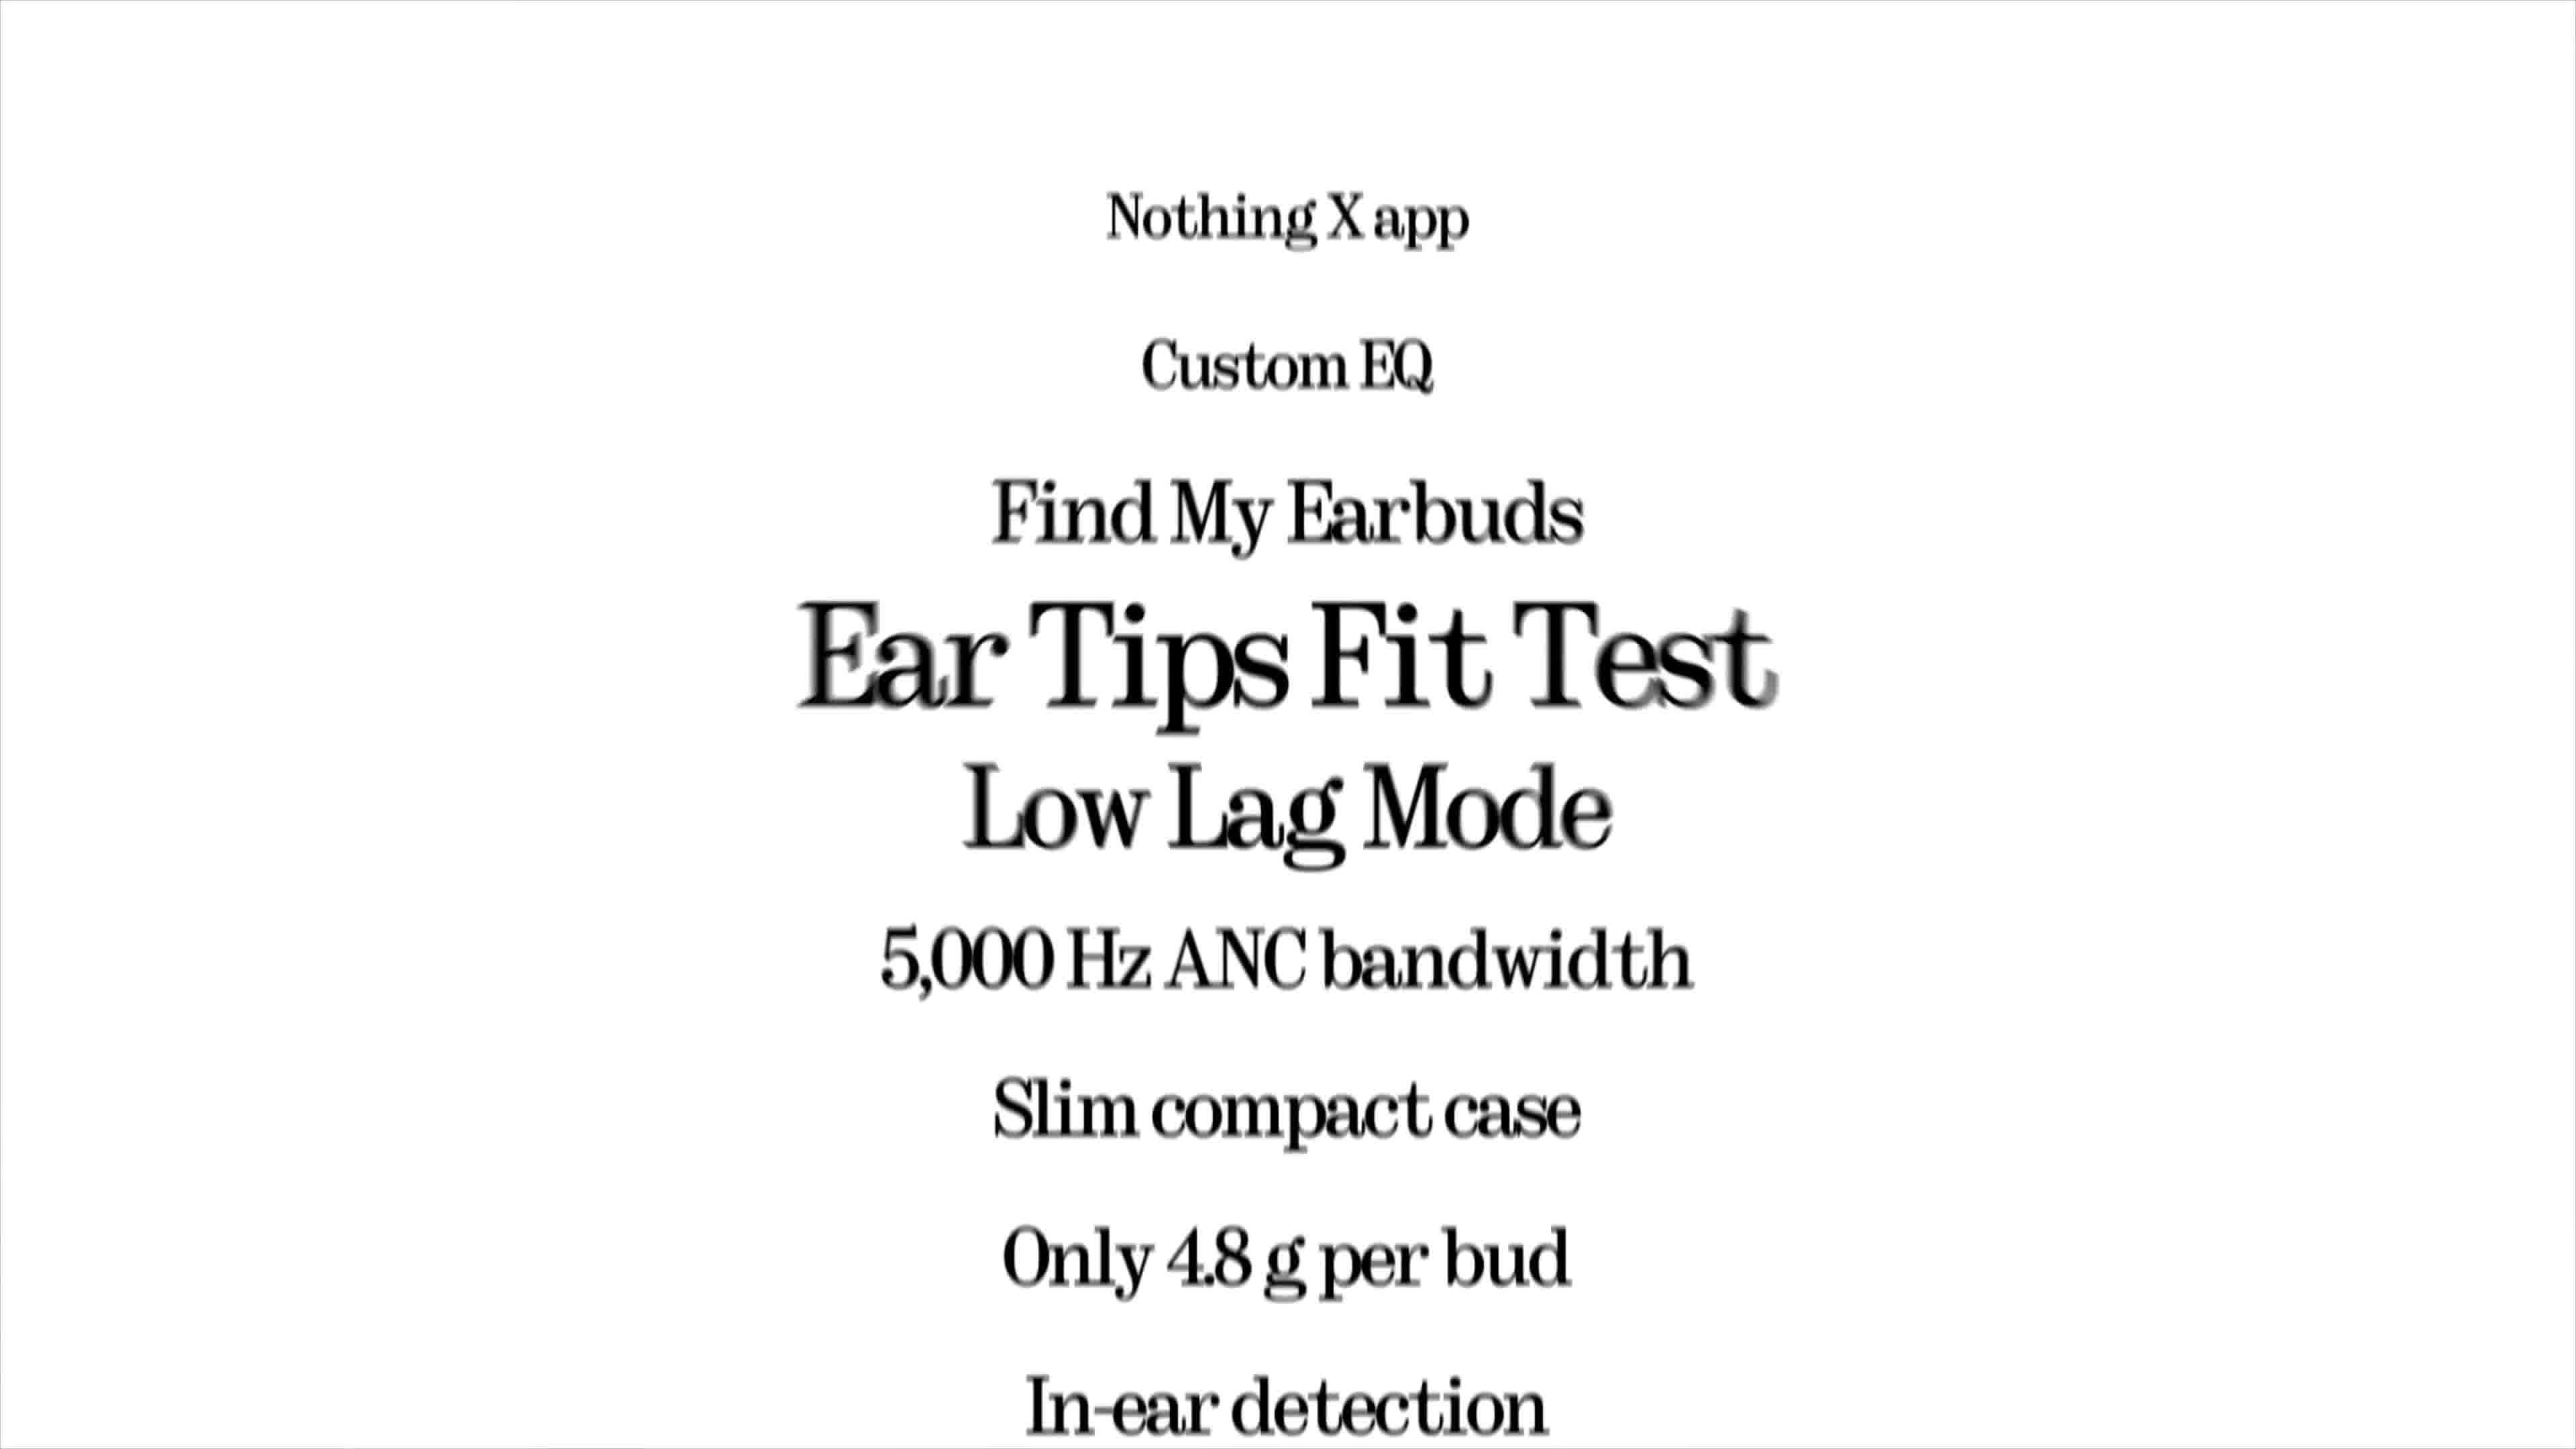 Nothing X app
Custom EQ
Find My Earbuds
Ear Tips Fit Test
Low Lag Mode
5,000 Hz ANC bandwidth
Slim compact case
Only 4.8 g per bud
In-ear detection